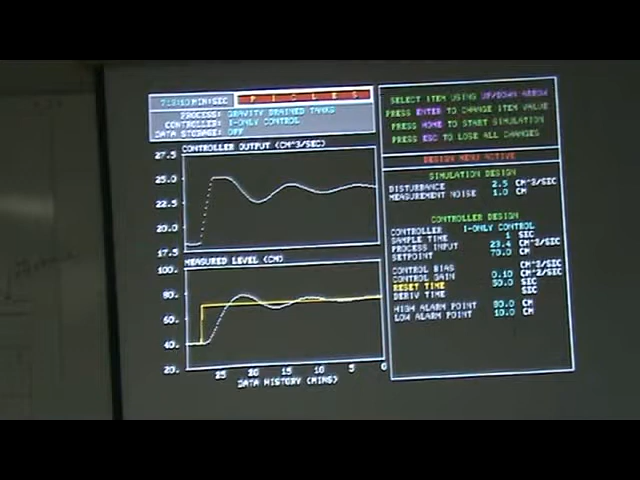 MIN:SEC
P I C L E S
PROCESS: GRAVITY DRAINED TANKS
CONTROLLER: I-ONLY CONTROL
DATA STORAGE: OFF
CONTROLLER OUTPUT (CM^3/SEC)
27.5
25.0
22.5
20.0
17.5
MEASURED LEVEL (CM)
100.
80.
60.
40.
20.
25 20 15 10 5 0
DATA HISTORY (MINS)
SELECT ITEM USING UP/DOWN ARROW
PRESS ENTER TO CHANGE ITEM VALUE
PRESS HOME TO START SIMULATION
PRESS ESC TO LOSE ALL CHANGES
DESIGN MENU ACTIVE
SIMULATION DESIGN
DISTURBANCE 2.5 CM^3/SEC
MEASUREMENT NOISE 1.0 CM
CONTROLLER DESIGN
CONTROLLER I-ONLY CONTROL
SAMPLE TIME 1 SEC
PROCESS INPUT 23.4 CM^3/SEC
SETPOINT 70.0 CM
CONTROL BIAS CM^3/SEC
CONTROL GAIN 0.10 CM^2/SEC
RESET TIME 50.0 SEC
DERIV TIME SEC
HIGH ALARM POINT 90.0 CM
LOW ALARM POINT 10.0 CM